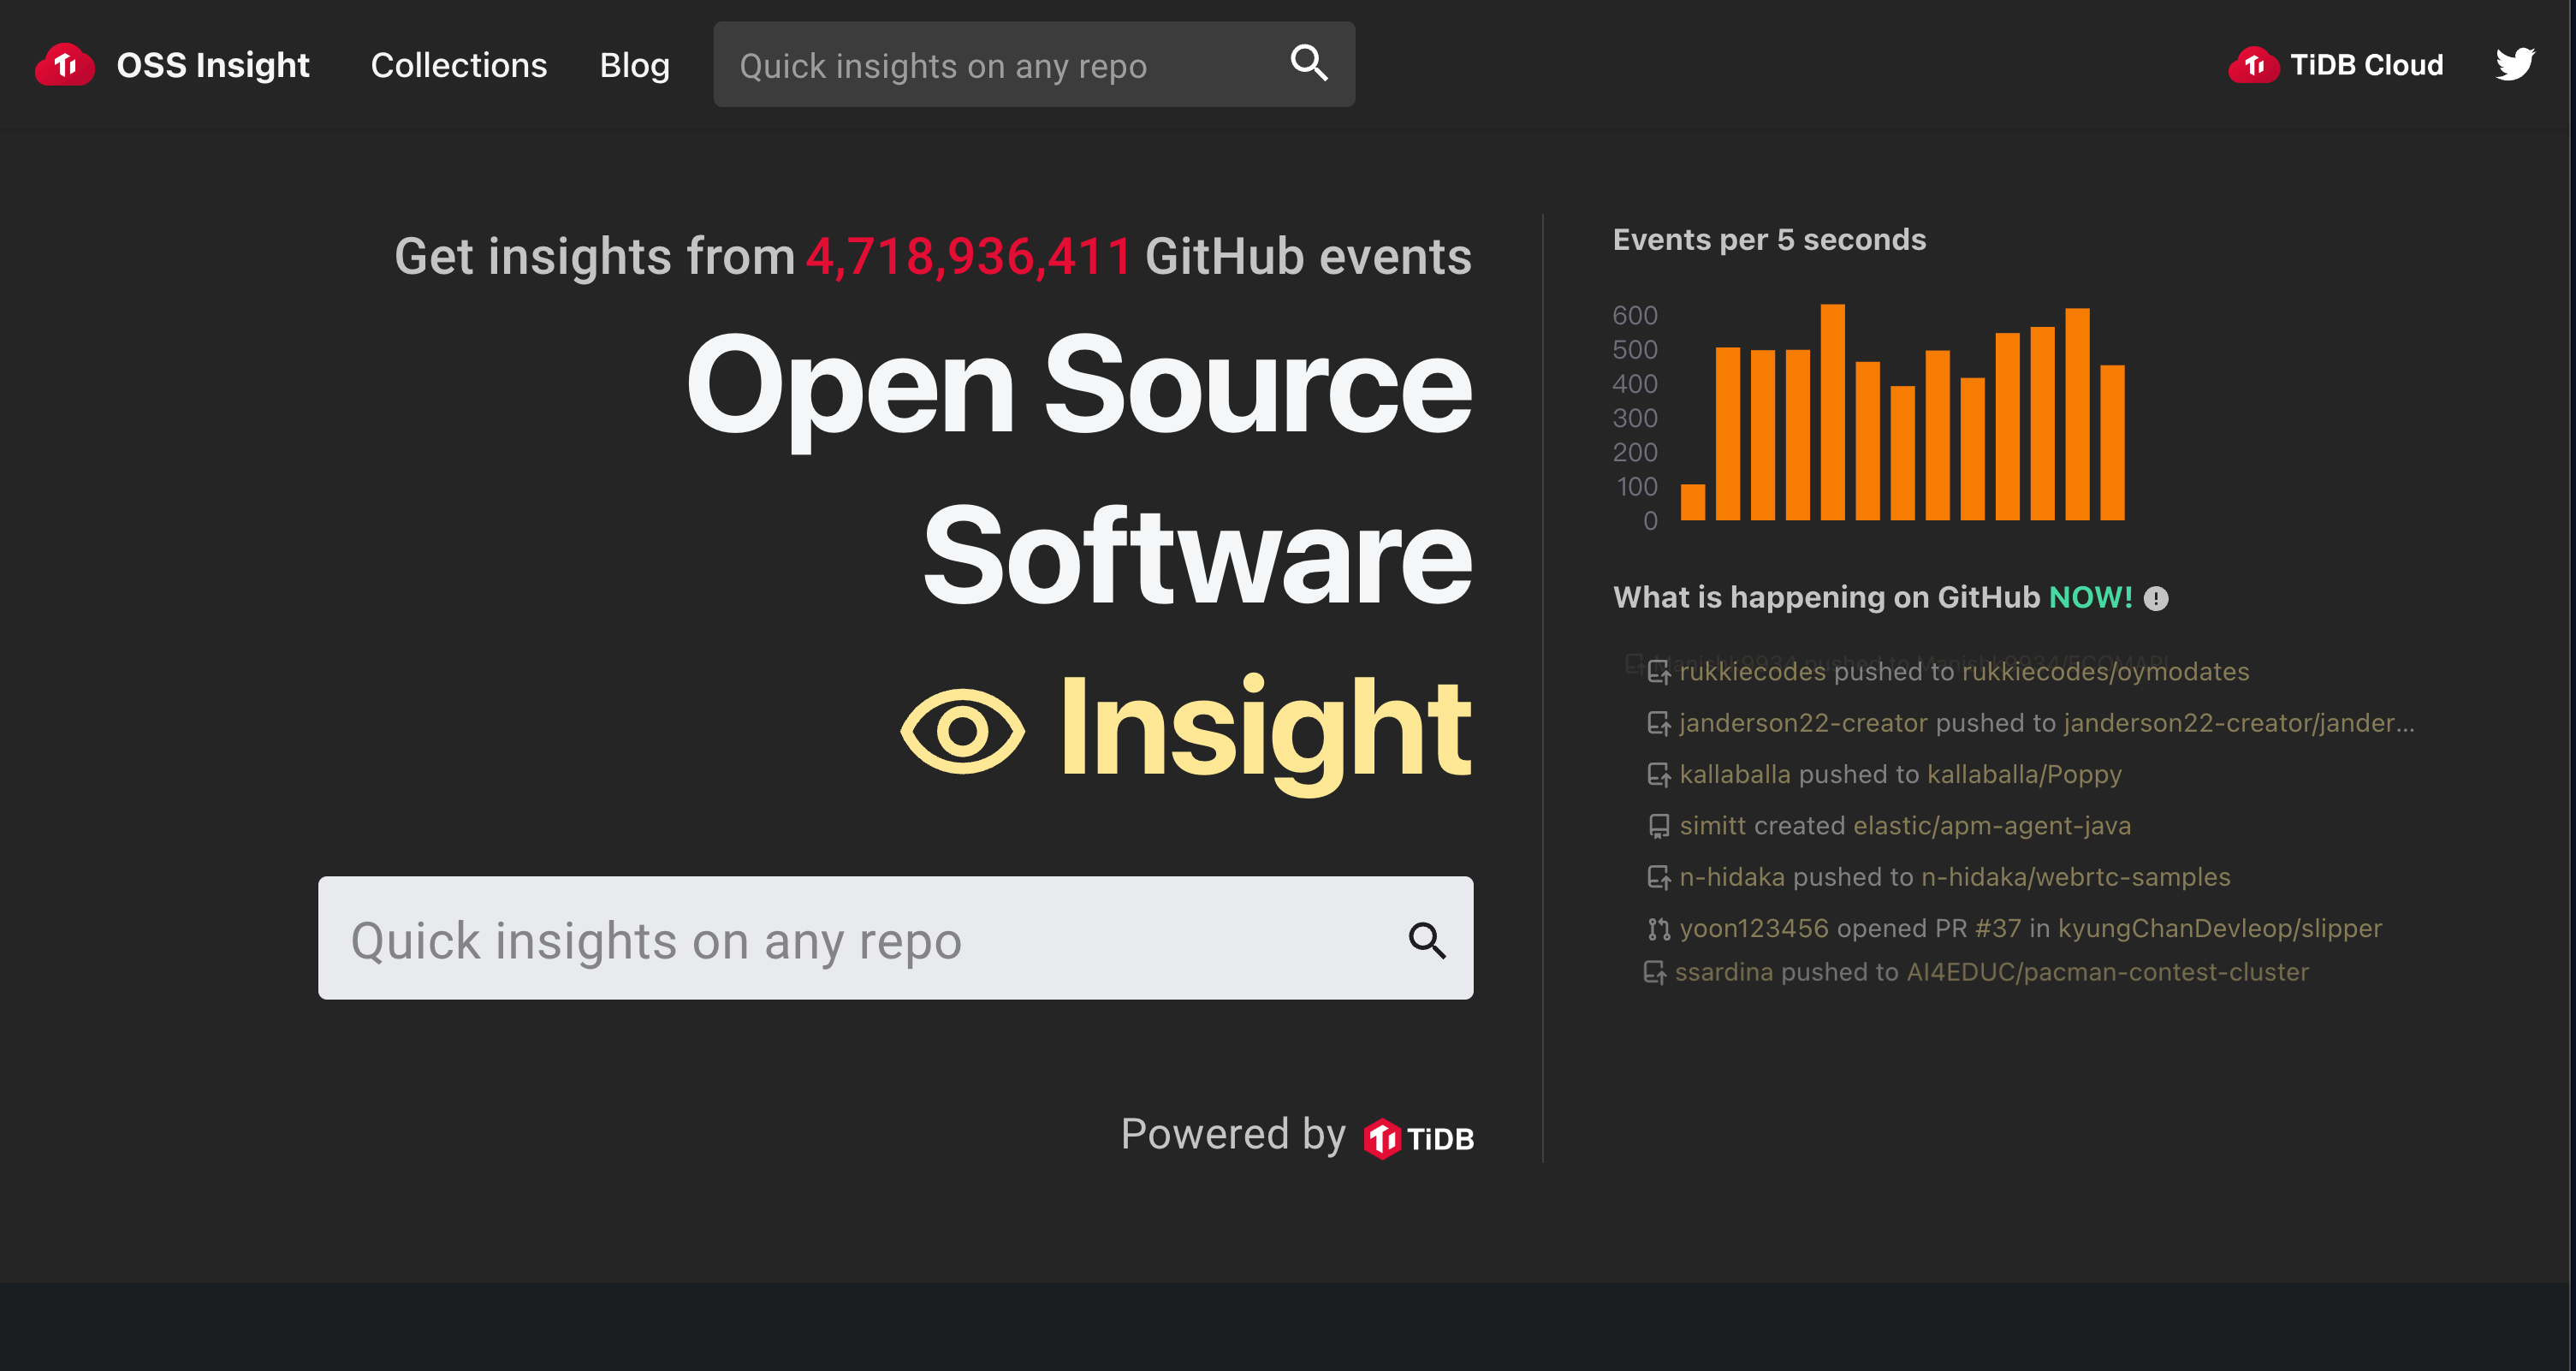 OSS Insight
Collections
Blog
Quick insights on any repo
TiDB Cloud
Get insights from 4,718,936,411 GitHub events
Open Source
Software
Insight
Quick insights on any repo
Powered by TiDB
Events per 5 seconds
600
500
400
300
200
100
0
What is happening on GitHub NOW!
rukkiecodes pushed to rukkiecodes/oymodates
janderson22-creator pushed to janderson22-creator/jander...
kallaballa pushed to kallaballa/Poppy
simitt created elastic/apm-agent-java
n-hidaka pushed to n-hidaka/webrtc-samples
yoon123456 opened PR #37 in kyungChanDevleop/slipper
ssardina pushed to AI4EDUC/pacman-contest-cluster